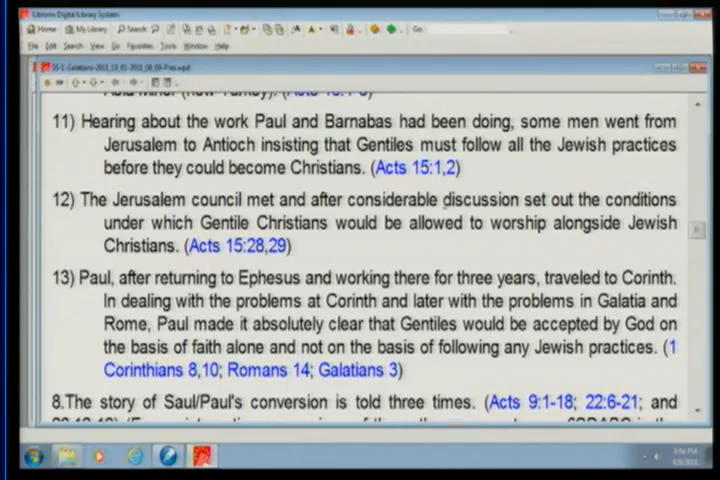 Libronix Digital Library System
Home My Library Search Go:
File Edit Search View Go Favorites Tools Window Help
SS-1-Galatians-2011_10_01-2011_06_09-Pres.wpd
11) Hearing about the work Paul and Barnabas had been doing, some men went from
Jerusalem to Antioch insisting that Gentiles must follow all the Jewish practices
before they could become Christians. (Acts 15:1,2)
12) The Jerusalem council met and after considerable discussion set out the conditions
under which Gentile Christians would be allowed to worship alongside Jewish
Christians. (Acts 15:28,29)
13) Paul, after returning to Ephesus and working there for three years, traveled to Corinth.
In dealing with the problems at Corinth and later with the problems in Galatia and
Rome, Paul made it absolutely clear that Gentiles would be accepted by God on
the basis of faith alone and not on the basis of following any Jewish practices. (1
Corinthians 8,10; Romans 14; Galatians 3)
8.The story of Saul/Paul's conversion is told three times. (Acts 9:1-18; 22:6-21; and